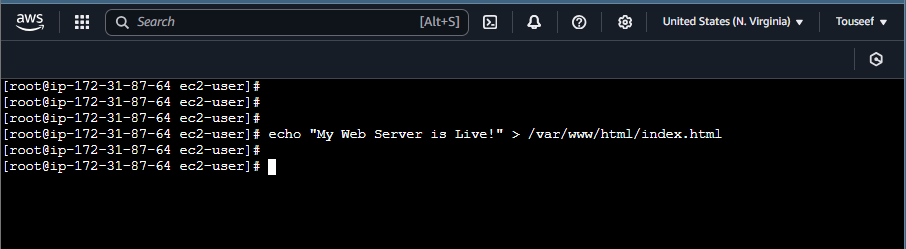 aws Search [Alt+S] United States (N. Virginia) Touseef
[root@ip-172-31-87-64 ec2-user]#
[root@ip-172-31-87-64 ec2-user]#
[root@ip-172-31-87-64 ec2-user]#
[root@ip-172-31-87-64 ec2-user]# echo "My Web Server is Live!" > /var/www/html/index.html
[root@ip-172-31-87-64 ec2-user]#
[root@ip-172-31-87-64 ec2-user]#